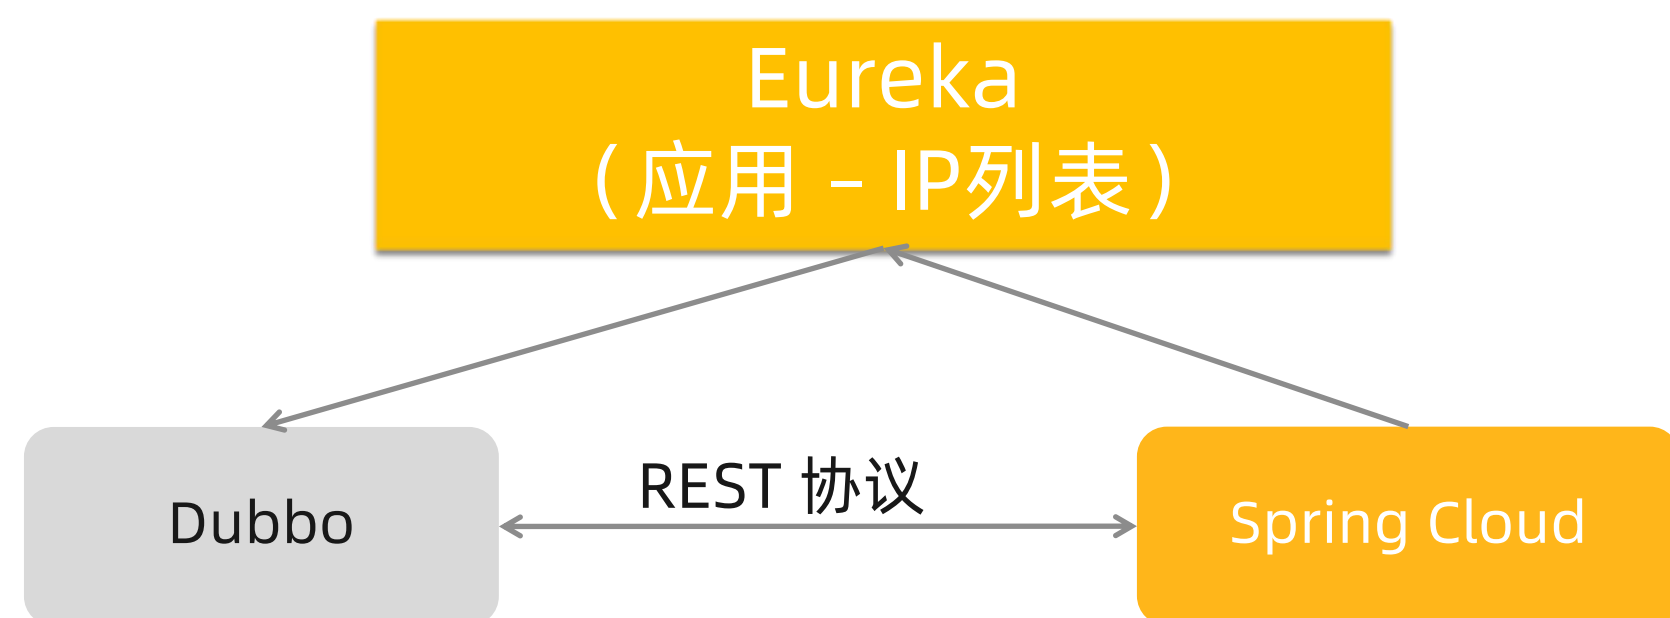 Eureka
（应用 – IP列表）
REST 协议
Dubbo
Spring Cloud